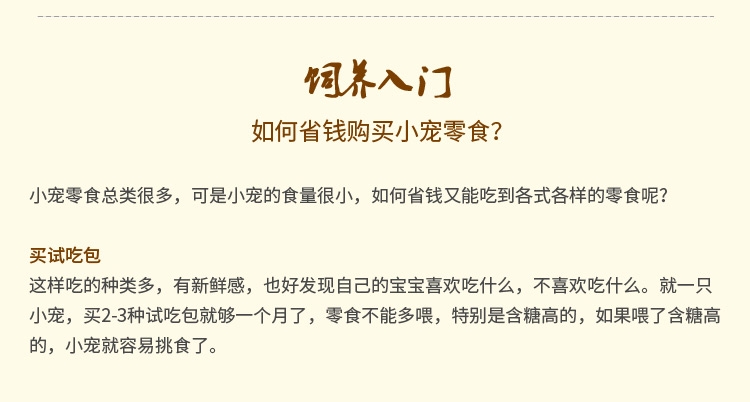 饲养入门
如何省钱购买小宠零食？
小宠零食总类很多，可是小宠的食量很小，如何省钱又能吃到各式各样的零食呢？
买试吃包
这样吃的种类多，有新鲜感，也好发现自己的宝宝喜欢吃什么，不喜欢吃什么。就一只
小宠，买2-3种试吃包就够一个月了，零食不能多喂，特别是含糖高的，如果喂了含糖高
的，小宠就容易挑食了。